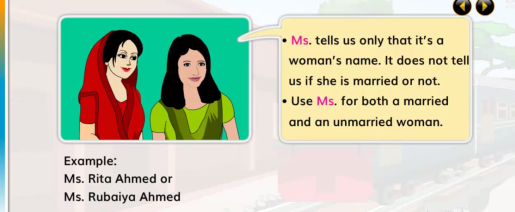 • Ms. tells us only that it's a
woman's name. It does not tell
us if she is married or not.
• Use Ms. for both a married
and an unmarried woman.
Example:
Ms. Rita Ahmed or
Ms. Rubaiya Ahmed